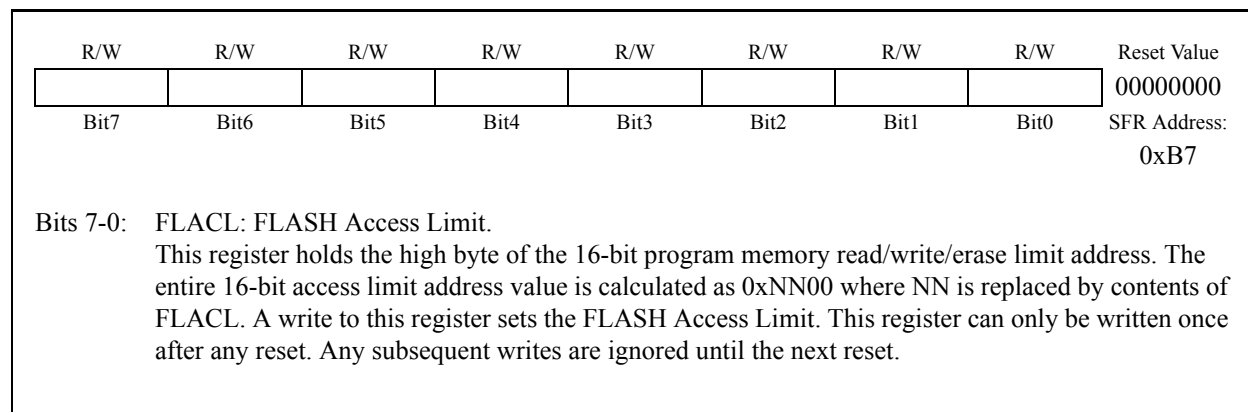 R/W R/W R/W R/W R/W R/W R/W R/W Reset Value
00000000
Bit7 Bit6 Bit5 Bit4 Bit3 Bit2 Bit1 Bit0 SFR Address:
0xB7
Bits 7-0: FLACL: FLASH Access Limit.
This register holds the high byte of the 16-bit program memory read/write/erase limit address. The
entire 16-bit access limit address value is calculated as 0xNN00 where NN is replaced by contents of
FLACL. A write to this register sets the FLASH Access Limit. This register can only be written once
after any reset. Any subsequent writes are ignored until the next reset.